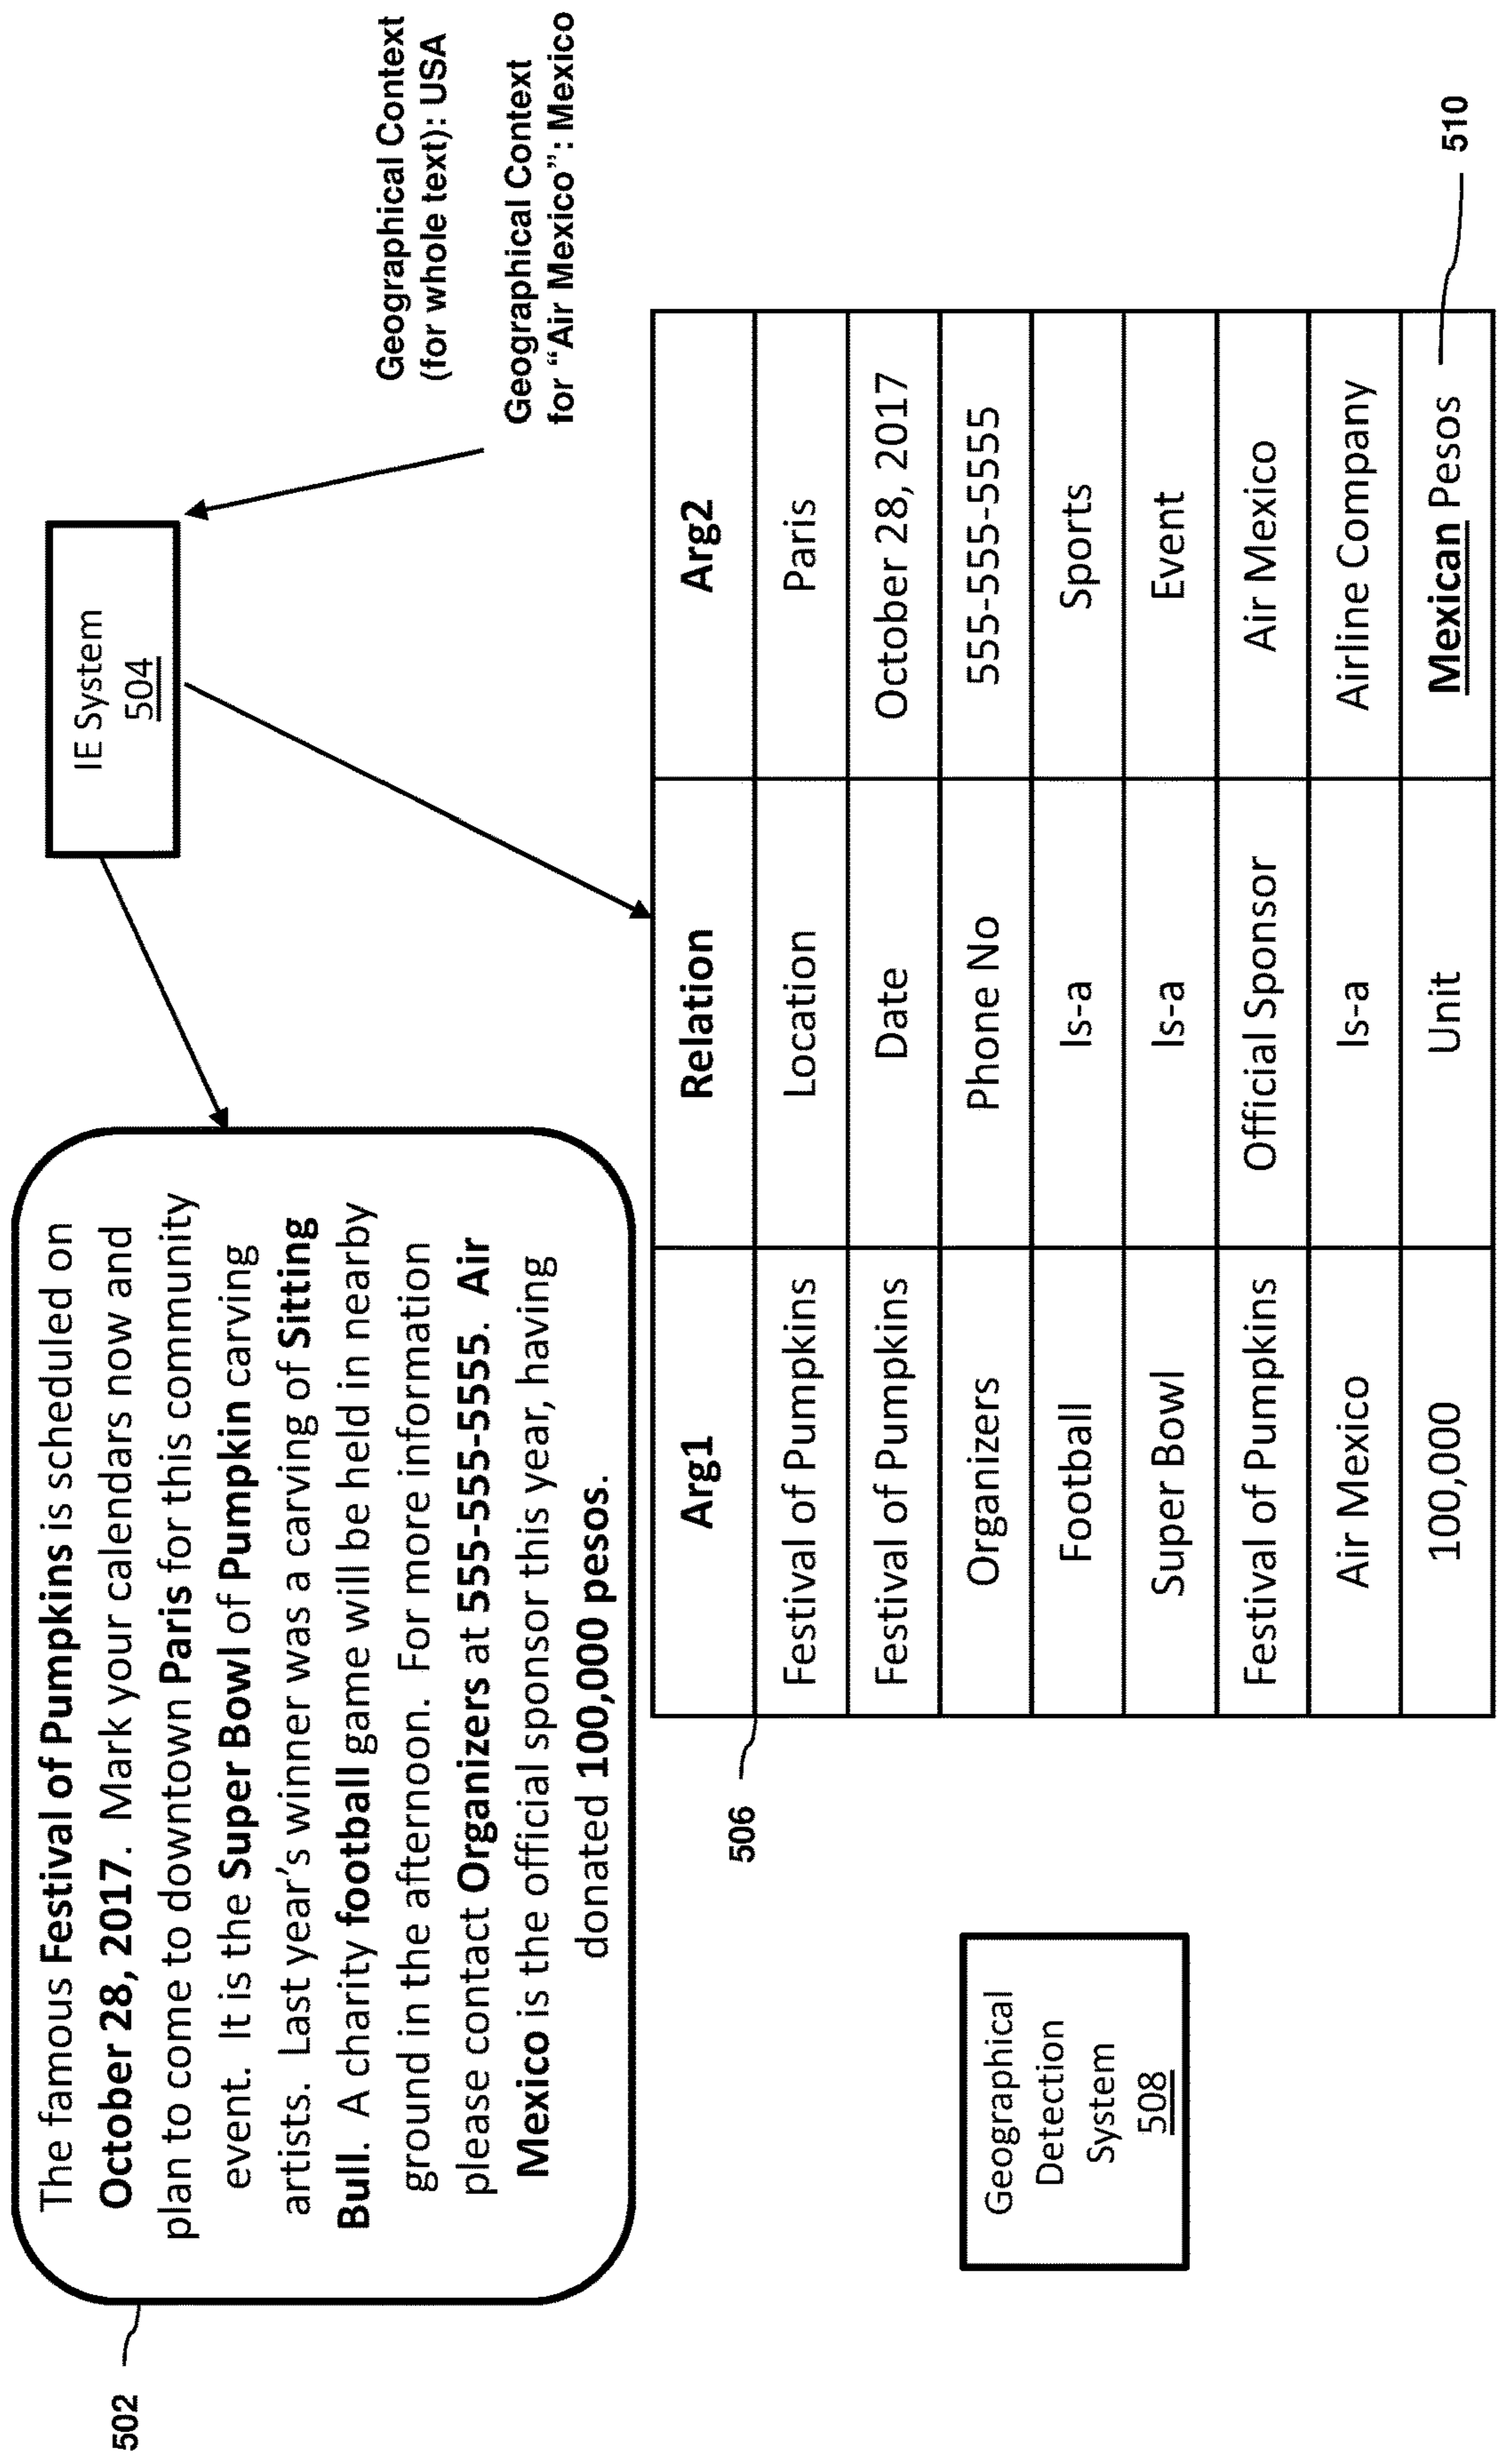 The famous Festival of Pumpkins is scheduled on
October 28, 2017. Mark your calendars now and
plan to come to downtown Paris for this community
event. It is the Super Bowl of Pumpkin carving
artists. Last year's winner was a carving of Sitting
Bull. A charity football game will be held in nearby
ground in the afternoon. For more information
please contact Organizers at 555-555-5555. Air
Mexico is the official sponsor this year, having
donated 100,000 pesos.
502
IE System
504
Geographical Context
(for whole text): USA
Geographical Context
for “Air Mexico”: Mexico
506
Arg1 Relation Arg2
Festival of Pumpkins Location Paris
Festival of Pumpkins Date October 28, 2017
Organizers Phone No 555-555-5555
Football Is-a Sports
Super Bowl Is-a Event
Festival of Pumpkins Official Sponsor Air Mexico
Air Mexico Is-a Airline Company
100,000 Unit Mexican Pesos
510
Geographical
Detection
System
508